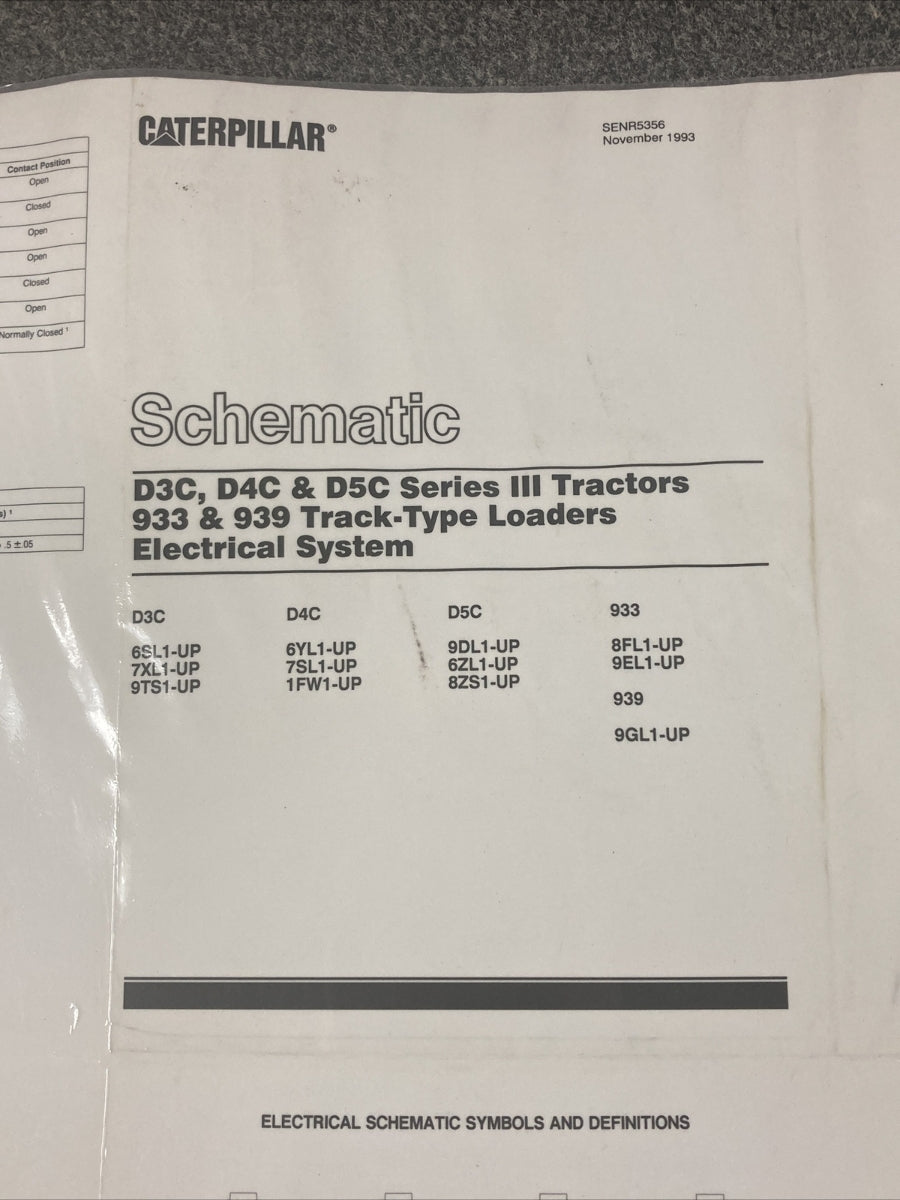 CATERPILLAR®
SENR5356
November 1993
Contact Position
Open
Closed
Open
Open
Closed
Open
Normally Closed ¹
.5 ±.05
Schematic
D3C, D4C & D5C Series III Tractors
933 & 939 Track-Type Loaders
Electrical System
D3C
6SL1-UP
7XL1-UP
9TS1-UP
D4C
6YL1-UP
7SL1-UP
1FW1-UP
D5C
9DL1-UP
6ZL1-UP
8ZS1-UP
933
8FL1-UP
9EL1-UP
939
9GL1-UP
ELECTRICAL SCHEMATIC SYMBOLS AND DEFINITIONS